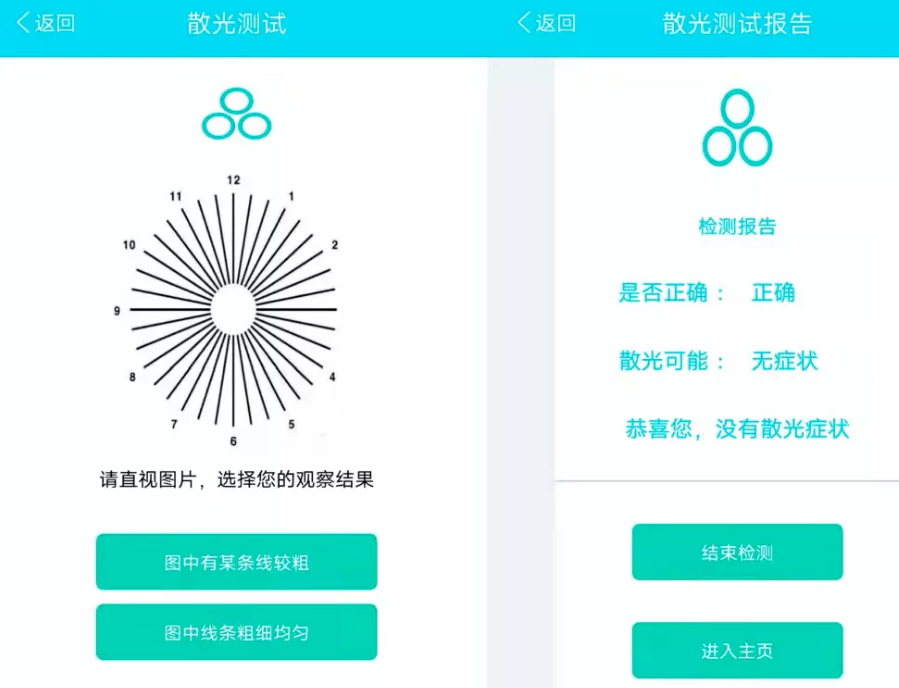 返回
散光测试
12
11
1
10
2
9
8
4
7
5
6
请直视图片，选择您的观察结果
图中有某条线较粗
图中线条粗细均匀
返回
散光测试报告
检测报告
是否正确： 正确
散光可能： 无症状
恭喜您，没有散光症状
结束检测
进入主页